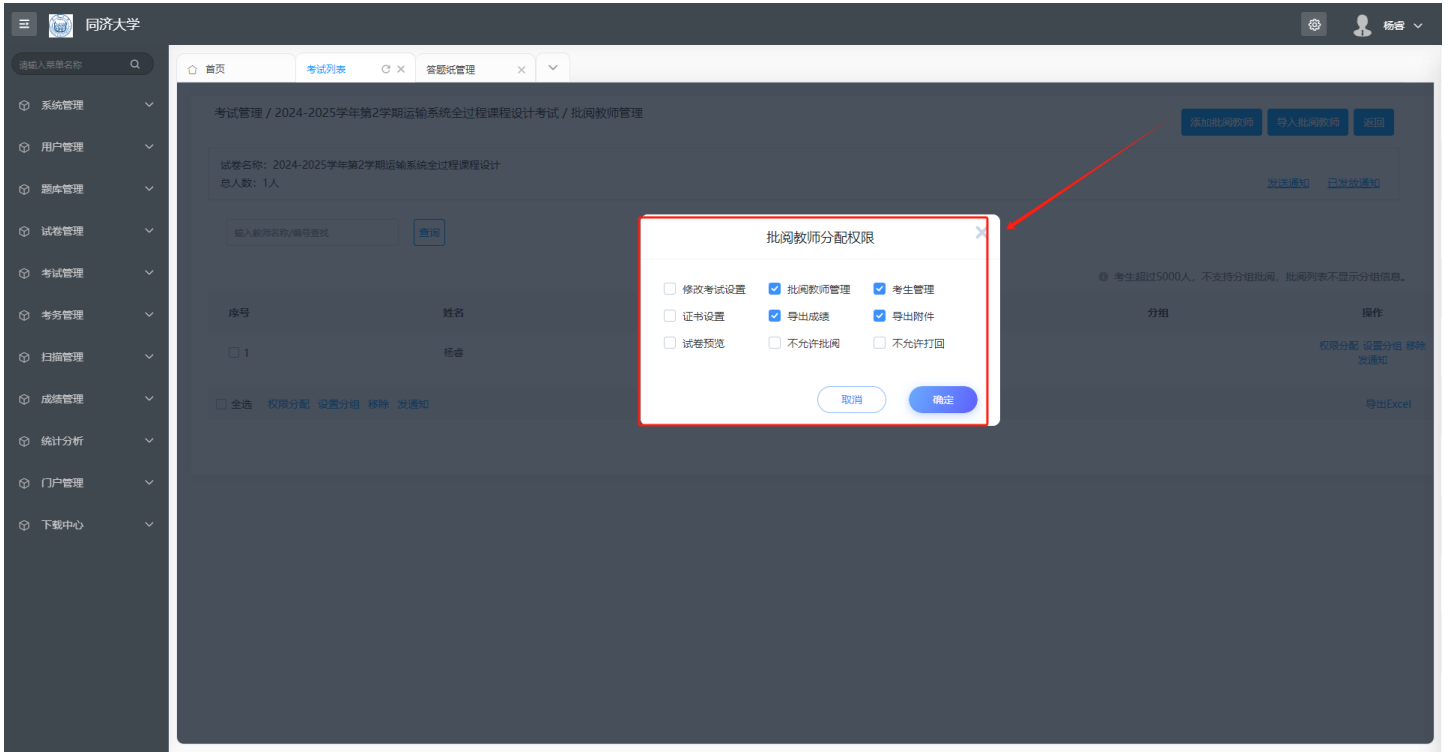 同济大学
杨睿
请输入菜单名称
首页
考试列表
答题纸管理
系统管理
用户管理
题库管理
试卷管理
考试管理
考务管理
扫描管理
成绩管理
统计分析
门户管理
下载中心
考试管理 / 2024-2025学年第2学期运输系统全过程课程设计考试 / 批阅教师管理
添加批阅教师 导入批阅教师 返回
试卷名称：2024-2025学年第2学期运输系统全过程课程设计
总人数：1人
发送通知 已发放通知
输入教师名称/编号查找 查询
考生超过5000人，不支持分组批阅，批阅列表不显示分组信息。
序号 姓名 分组 操作
1 杨睿 权限分配 设置分组 移除
发通知
全选 权限分配 设置分组 移除 发通知 导出Excel
批阅教师分配权限
修改考试设置 批阅教师管理 考生管理
证书设置 导出成绩 导出附件
试卷预览 不允许批阅 不允许打回
取消 确定